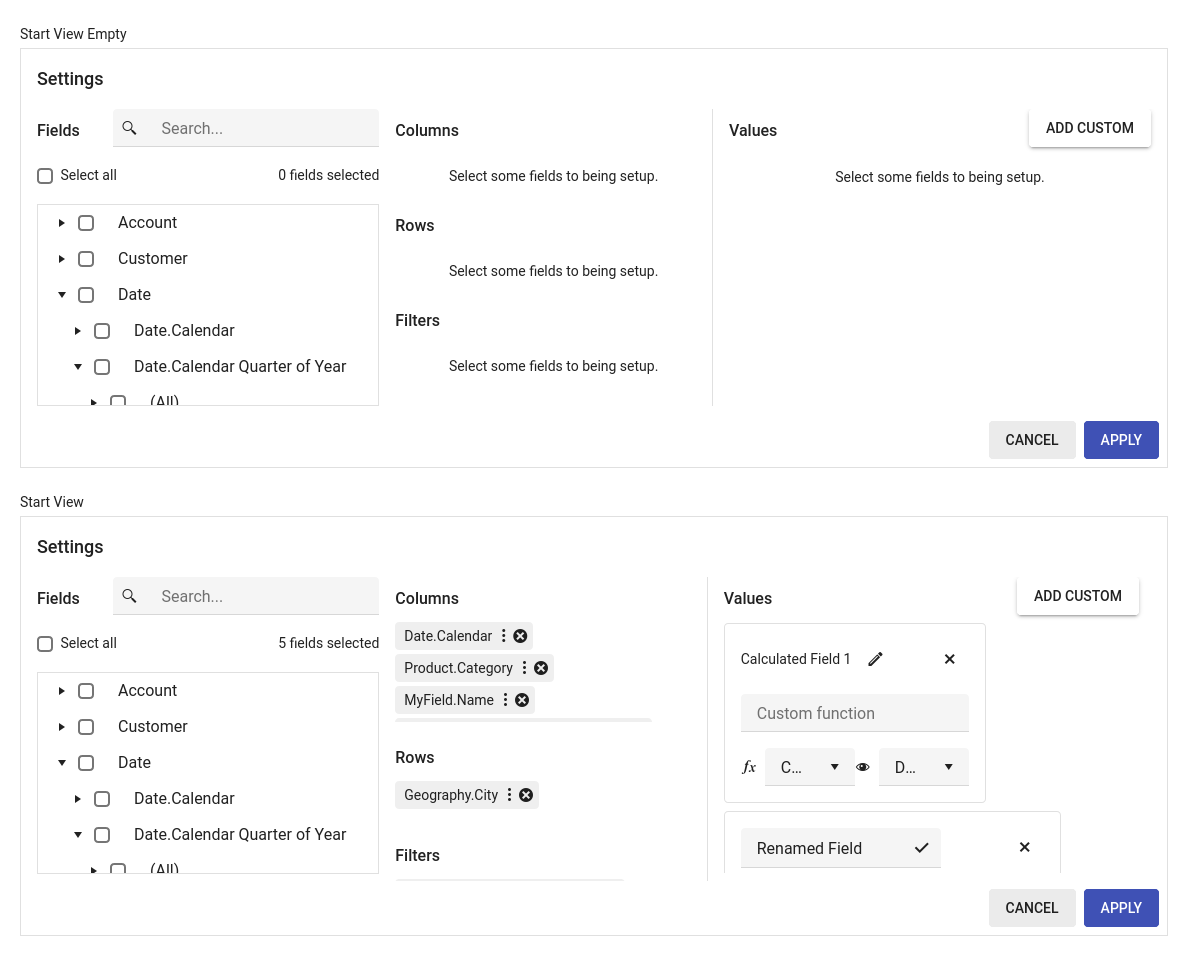 Start View Empty
Settings
Fields
Search...
Select all
0 fields selected
Account
Customer
Date
Date.Calendar
Date.Calendar Quarter of Year
(All)
Columns
Select some fields to being setup.
Rows
Select some fields to being setup.
Filters
Select some fields to being setup.
Values
ADD CUSTOM
Select some fields to being setup.
CANCEL
APPLY
Start View
Settings
Fields
Search...
Select all
5 fields selected
Account
Customer
Date
Date.Calendar
Date.Calendar Quarter of Year
(All)
Columns
Date.Calendar
Product.Category
MyField.Name
Rows
Geography.City
Filters
Values
ADD CUSTOM
Calculated Field 1
Custom function
fx
C...
D...
Renamed Field
CANCEL
APPLY